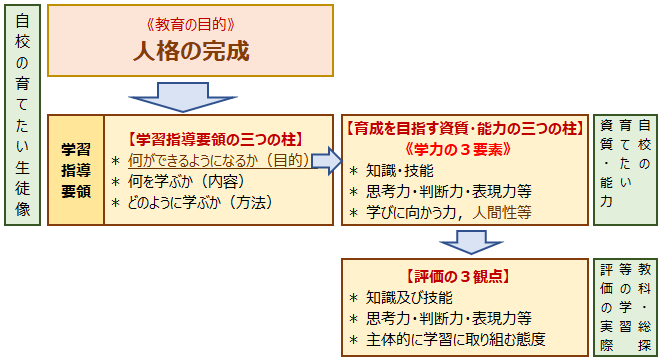 自校の育てたい生徒像
《教育の目的》
人格の完成
学習
指導
要領
【学習指導要領の三つの柱】
* 何ができるようになるか（目的）
* 何を学ぶか（内容）
* どのように学ぶか（方法）
【育成を目指す資質・能力の三つの柱】
《学力の３要素》
* 知識・技能
* 思考力・判断力・表現力等
* 学びに向かう力，人間性等
自校の
育てたい
資質・能力
【評価の３観点】
* 知識及び技能
* 思考力・判断力・表現力等
* 主体的に学習に取り組む態度
教科・総探
等の学習
評価の実際